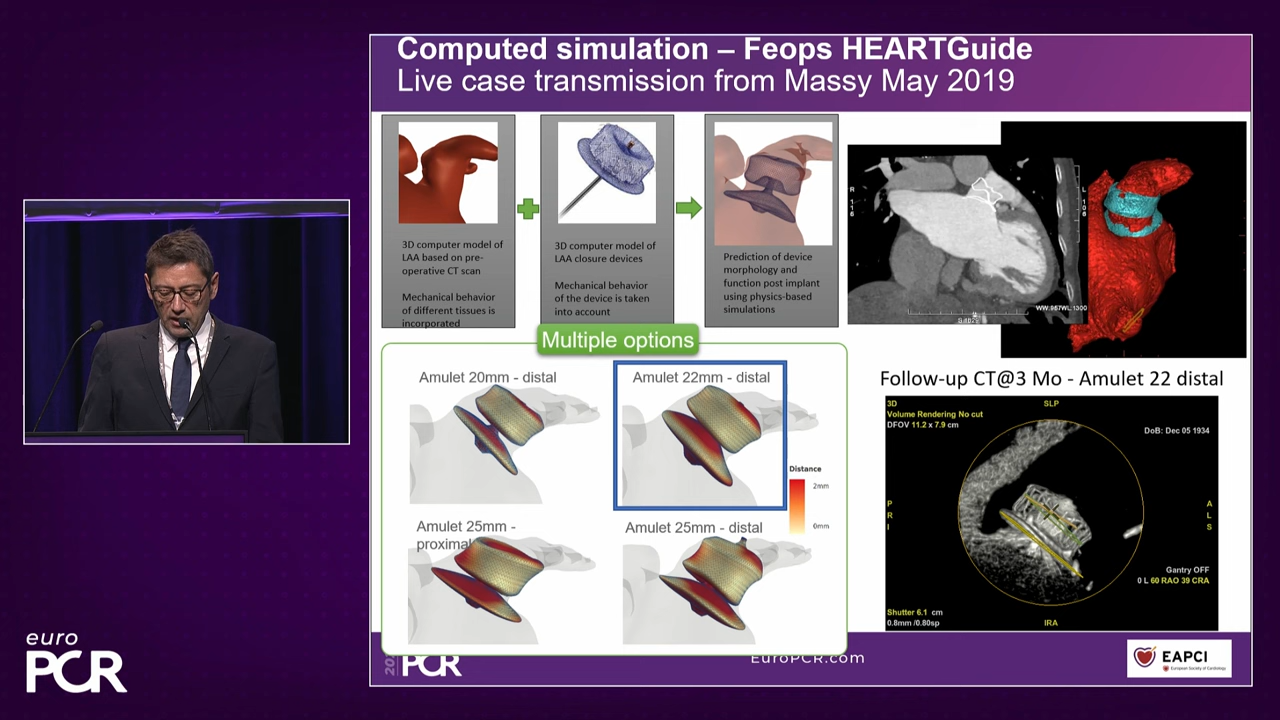 Computed simulation – Feops HEARTGuide
Live case transmission from Massy May 2019
3D computer model of
LAA based on pre-
operative CT scan
Mechanical behavior
of different tissues is
incorporated
3D computer model of
LAA closure devices
Mechanical behavior
of the device is taken
into account
Prediction of device
morphology and
function post implant
using physics-based
simulations
R
L
WW:987WL:1300
Multiple options
Amulet 20mm - distal
Amulet 22mm - distal
Distance
2mm
0mm
Amulet 25mm -
proximal
Amulet 25mm - distal
Follow-up CT@3 Mo - Amulet 22 distal
3D
Volume Rendering No cut
DFOV 11.2 x 7.9 cm
SLP
DoB: Dec 05 1934
P
R
I
A
L
S
Gantry OFF
0 L 60 RAO 39 CRA
Shutter 6.1 cm
0.8mm /0.80sp
IRA
euro
PCR
PCR
EuroPCR.com
EAPCI
European Society of Cardiology